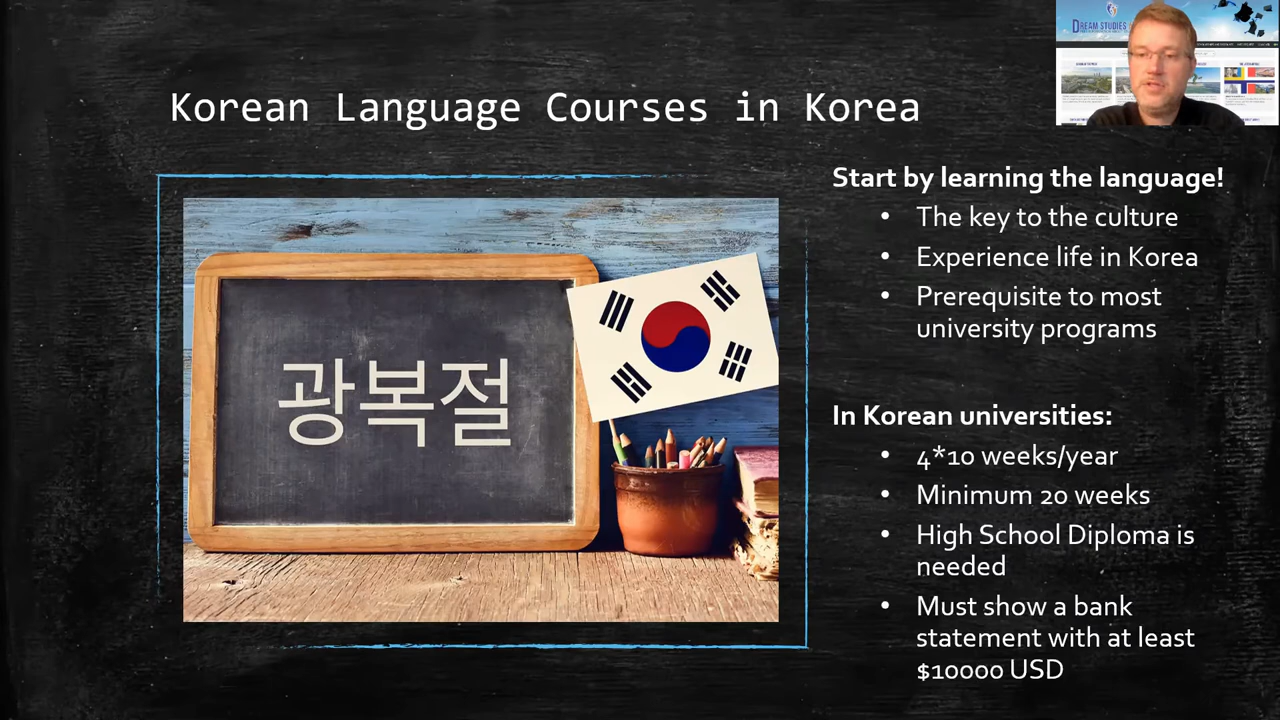 DREAM STUDIES
Korean Language Courses in Korea
Start by learning the language!
• The key to the culture
• Experience life in Korea
• Prerequisite to most
university programs
광복절
In Korean universities:
• 4*10 weeks/year
• Minimum 20 weeks
• High School Diploma is
needed
• Must show a bank
statement with at least
$10000 USD